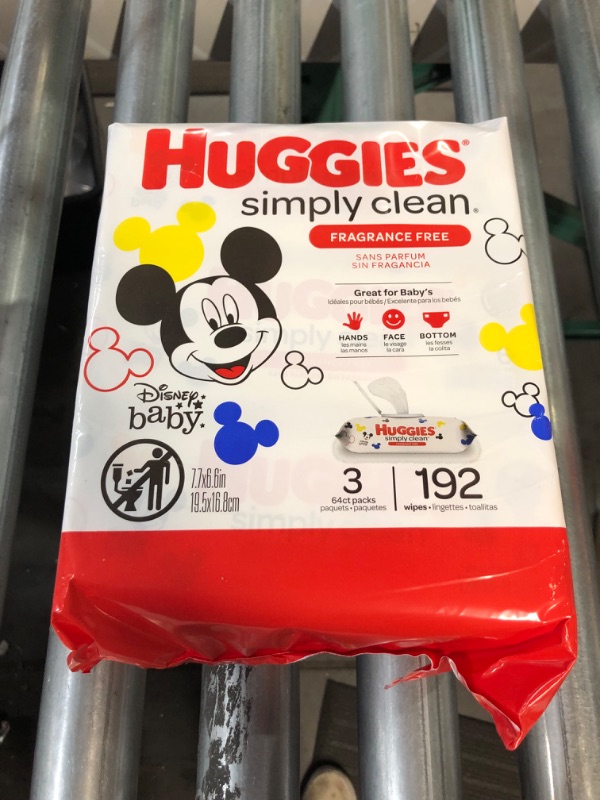 HUGGIES®
simply clean®
FRAGRANCE FREE
SANS PARFUM
SIN FRAGANCIA
Great for Baby's
Idéales pour bébés / Excelente para los bebés
HANDS
les mains
las manos
FACE
le visage
la cara
BOTTOM
les fesses
la colita
Disney
baby
HUGGIES
simply clean
7.7x6.6in
19.5x16.8cm
3
64ct packs
paquets • paquetes
192
wipes • lingettes • toallitas